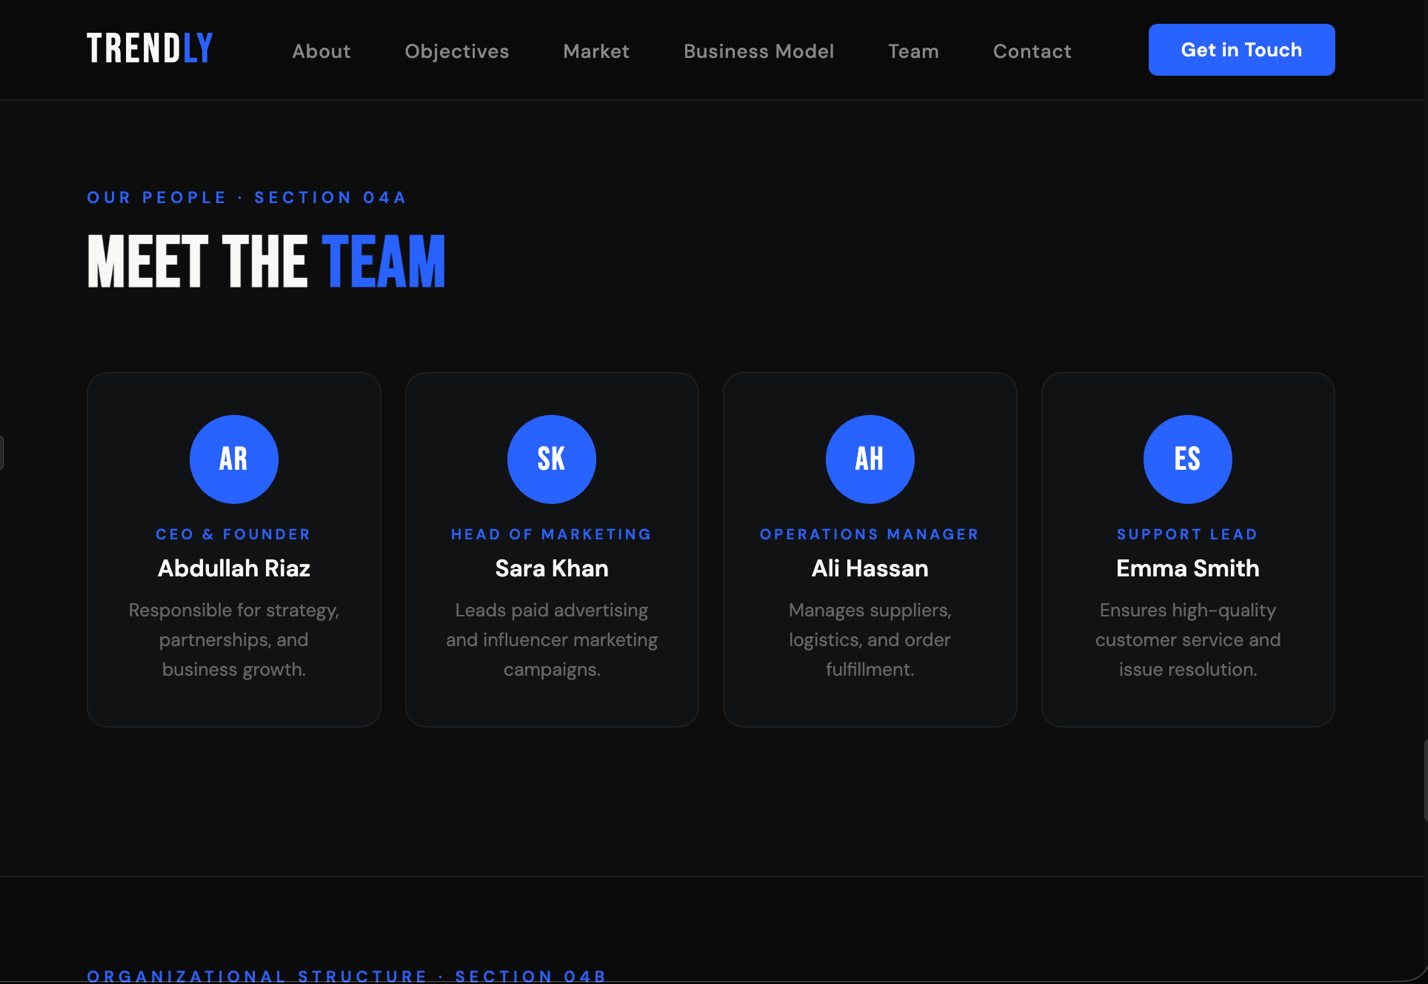 TRENDLY
About
Objectives
Market
Business Model
Team
Contact
Get in Touch
OUR PEOPLE · SECTION 04A
MEET THE TEAM
AR
CEO & FOUNDER
Abdullah Riaz
Responsible for strategy,
partnerships, and
business growth.
SK
HEAD OF MARKETING
Sara Khan
Leads paid advertising
and influencer marketing
campaigns.
AH
OPERATIONS MANAGER
Ali Hassan
Manages suppliers,
logistics, and order
fulfillment.
ES
SUPPORT LEAD
Emma Smith
Ensures high-quality
customer service and
issue resolution.
ORGANIZATIONAL STRUCTURE · SECTION 04B